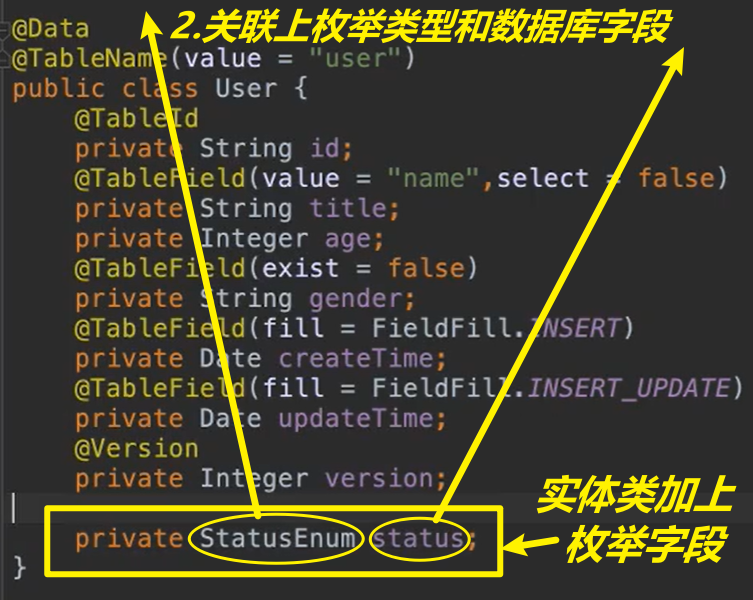 2.关联上枚举类型和数据库字段
@Data
@TableName(value = "user")
public class User {
@TableId
private String id;
@TableField(value = "name",select = false)
private String title;
private Integer age;
@TableField(exist = false)
private String gender;
@TableField(fill = FieldFill.INSERT)
private Date createTime;
@TableField(fill = FieldFill.INSERT_UPDATE)
private Date updateTime;
@Version
private Integer version;
实体类加上
private StatusEnum status;
枚举字段
}